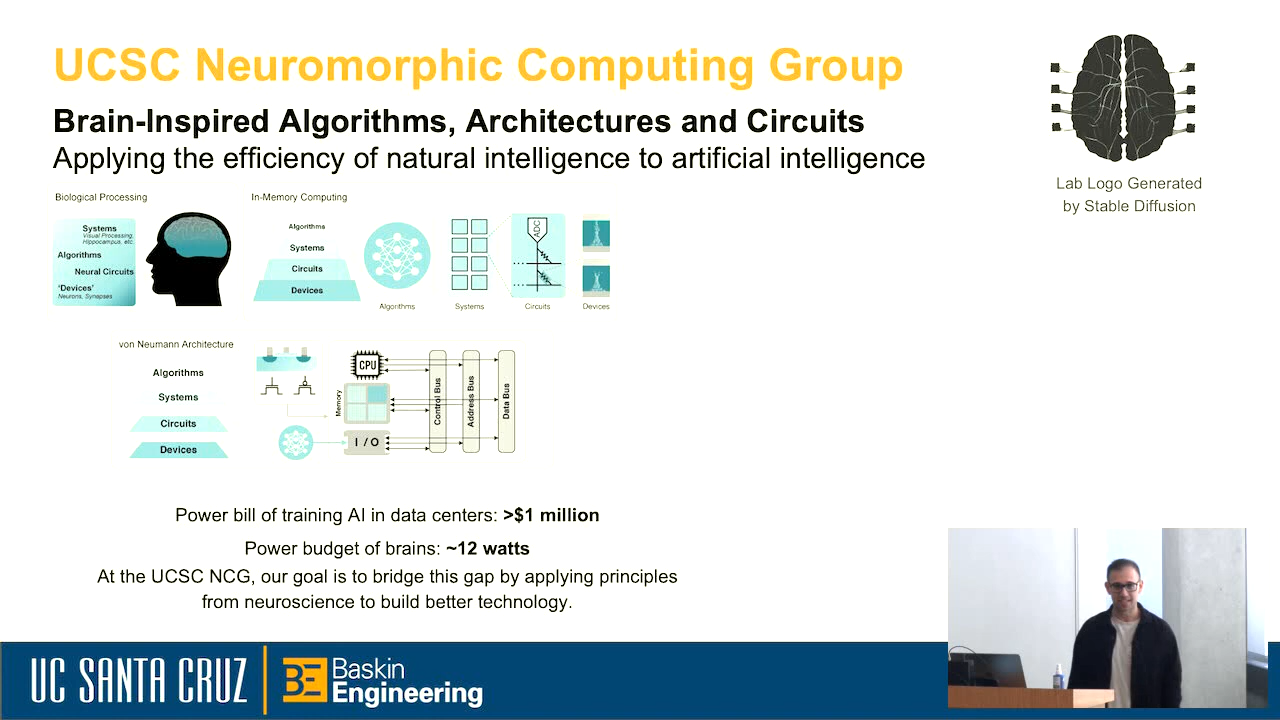 UCSC Neuromorphic Computing Group
Brain-Inspired Algorithms, Architectures and Circuits
Applying the efficiency of natural intelligence to artificial intelligence
Lab Logo Generated
by Stable Diffusion
Biological Processing
Systems
Visual Processing,
Hippocampus, etc.
Algorithms
Neural Circuits
'Devices'
Neurons, Synapses
In-Memory Computing
Algorithms
Systems
Circuits
Devices
ADC
Algorithms
Systems
Circuits
Devices
von Neumann Architecture
Algorithms
Systems
Circuits
Devices
CPU
Memory
I / O
Control Bus
Address Bus
Data Bus
Power bill of training AI in data centers: >$1 million
Power budget of brains: ~12 watts
At the UCSC NCG, our goal is to bridge this gap by applying principles
from neuroscience to build better technology.
UC SANTA CRUZ
BE Baskin
Engineering